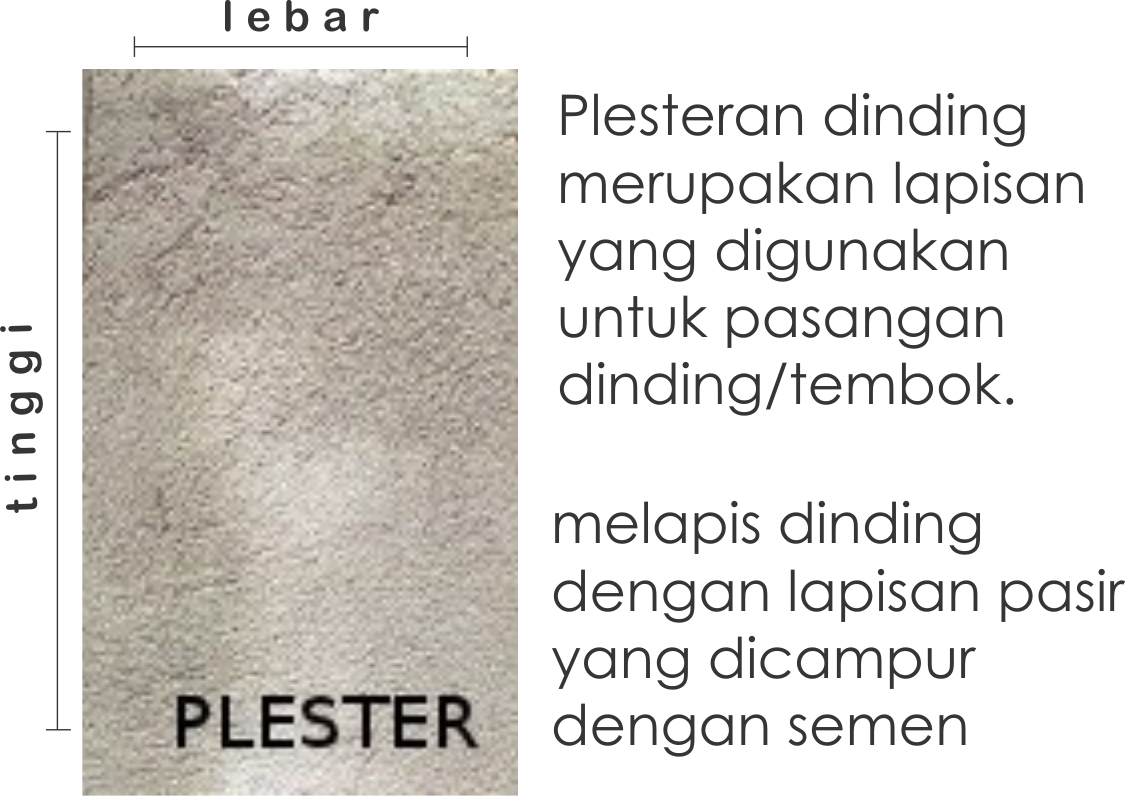 lebar
tinggi
Plesteran dinding
merupakan lapisan
yang digunakan
untuk pasangan
dinding/tembok.
melapis dinding
dengan lapisan pasir
yang dicampur
dengan semen
PLESTER